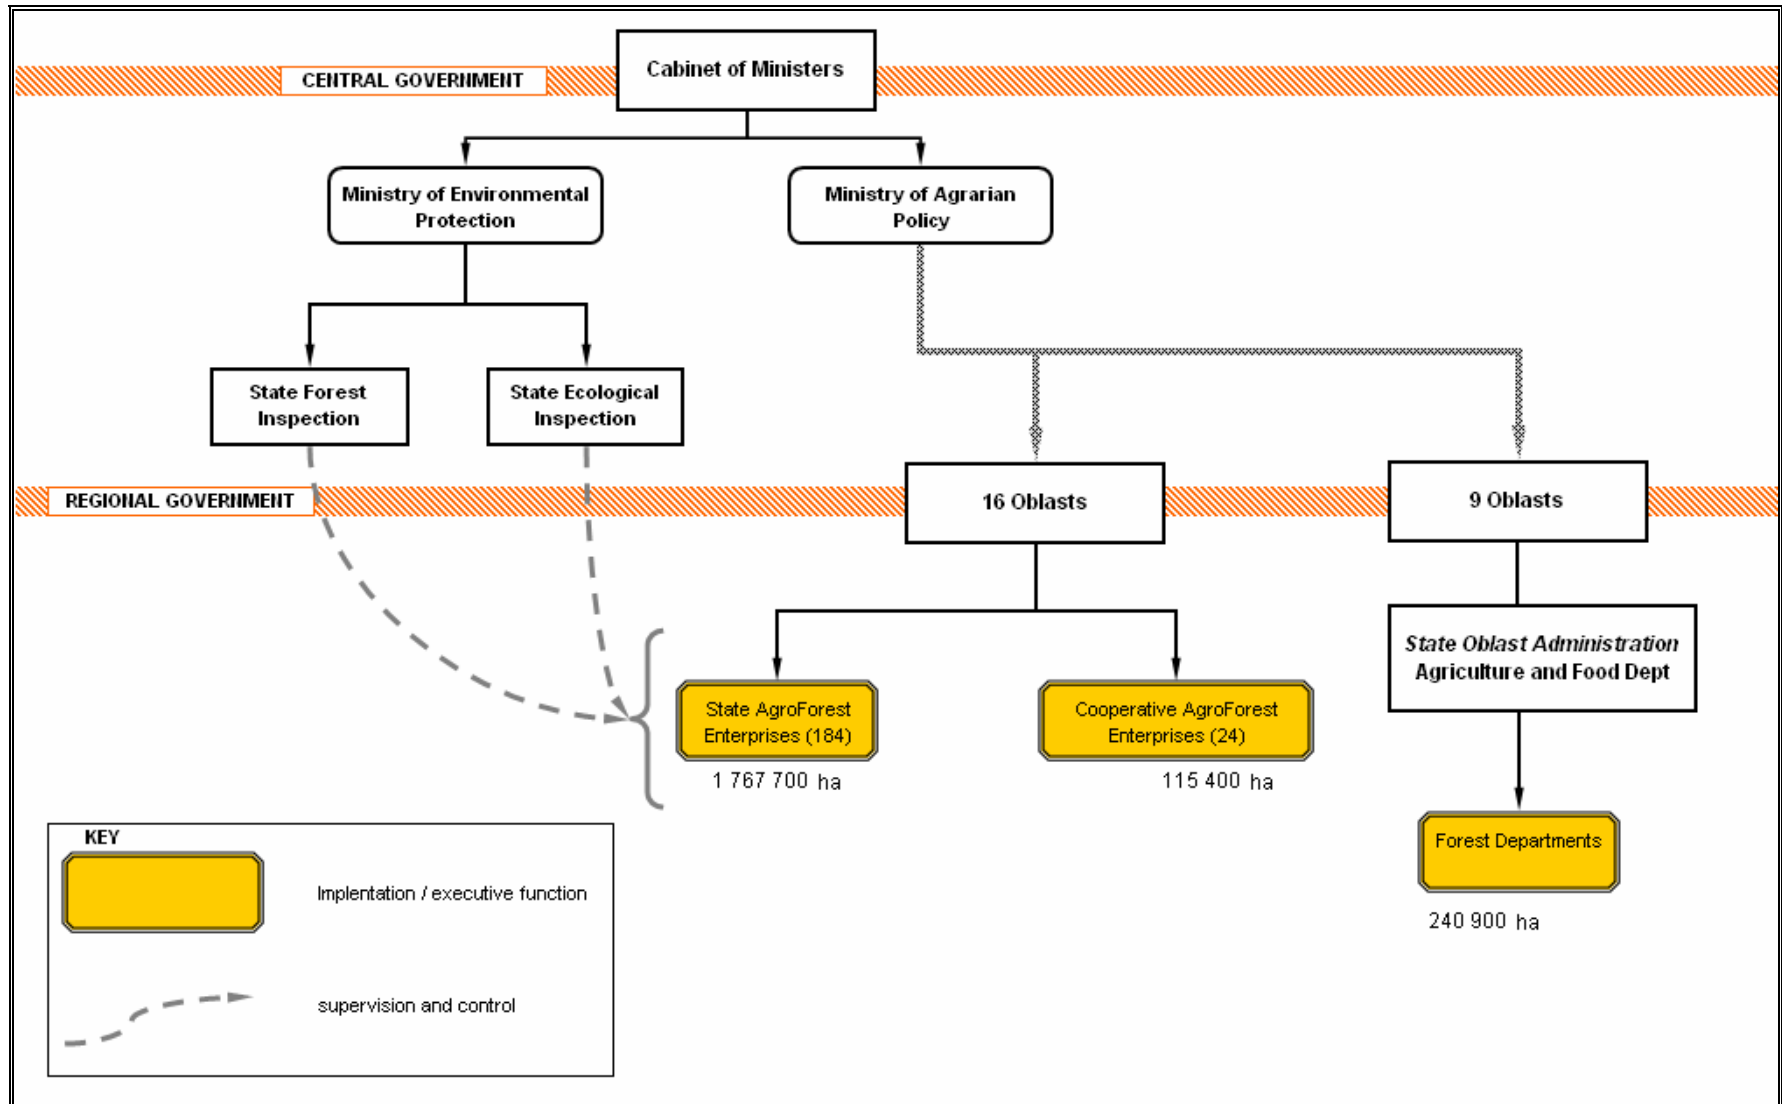 Cabinet of Ministers
CENTRAL GOVERNMENT
Ministry of Environmental
Protection
Ministry of Agrarian
Policy
State Forest
Inspection
State Ecological
Inspection
REGIONAL GOVERNMENT
16 Oblasts
9 Oblasts
State Oblast Administration
Agriculture and Food Dept
State AgroForest
Enterprises (184)
1 767 700 ha
Cooperative AgroForest
Enterprises (24)
115 400 ha
Forest Departments
240 900 ha
KEY
Implentation / executive function
supervision and control